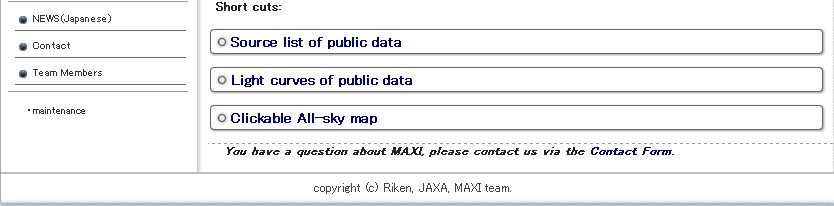 NEWS(Japanese)
Contact
Team Members
・maintenance
Short cuts:
Source list of public data
Light curves of public data
Clickable All-sky map
You have a question about MAXI, please contact us via the Contact Form.
copyright (c) Riken, JAXA, MAXI team.